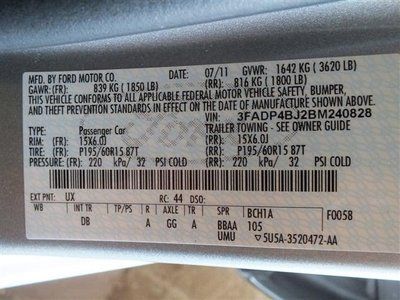 MFD. BY FORD MOTOR CO.
DATE: 07/11 GVWR: 1642 KG ( 3620 LB)
GAWR: (FR): 839 KG ( 1850 LB) (RR): 816 KG ( 1800 LB)
THIS VEHICLE CONFORMS TO ALL APPLICABLE FEDERAL MOTOR VEHICLE SAFETY, BUMPER,
AND THEFT PREVENTION STANDARDS IN EFFECT ON THE DATE OF MANUFACTURE SHOWN ABOVE.
VIN: 3FADP4BJ2BM240828
TYPE: Passenger Car TRAILER TOWING - SEE OWNER GUIDE
RIM:(FR): 15X6.0J (RR): 15X6.0J
TIRE:(FR): P195/60R15 87T (RR): P195/60R15 87T
PRESSURE:(FR): 220 kPa/ 32 PSI COLD (RR): 220 kPa/ 32 PSI COLD
EXT PNT: UX RC: 44 DSO:
WB INT TR TP/PS R AXLE TR SPR BCH1A F0058
DB A GG A BBAA 105
UMU 5U5A-3520472-AA